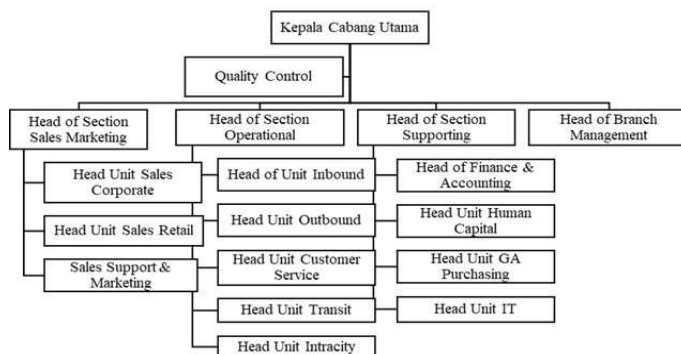 Kepala Cabang Utama
Quality Control
Head of Section
Sales Marketing
Head of Section
Operational
Head of Section
Supporting
Head of Branch
Management
Head Unit Sales
Corporate
Head Unit Sales Retail
Sales Support &
Marketing
Head of Unit Inbound
Head Unit Outbound
Head Unit Customer
Service
Head Unit Transit
Head Unit Intracity
Head of Finance &
Accounting
Head Unit Human
Capital
Head Unit GA
Purchasing
Head Unit IT